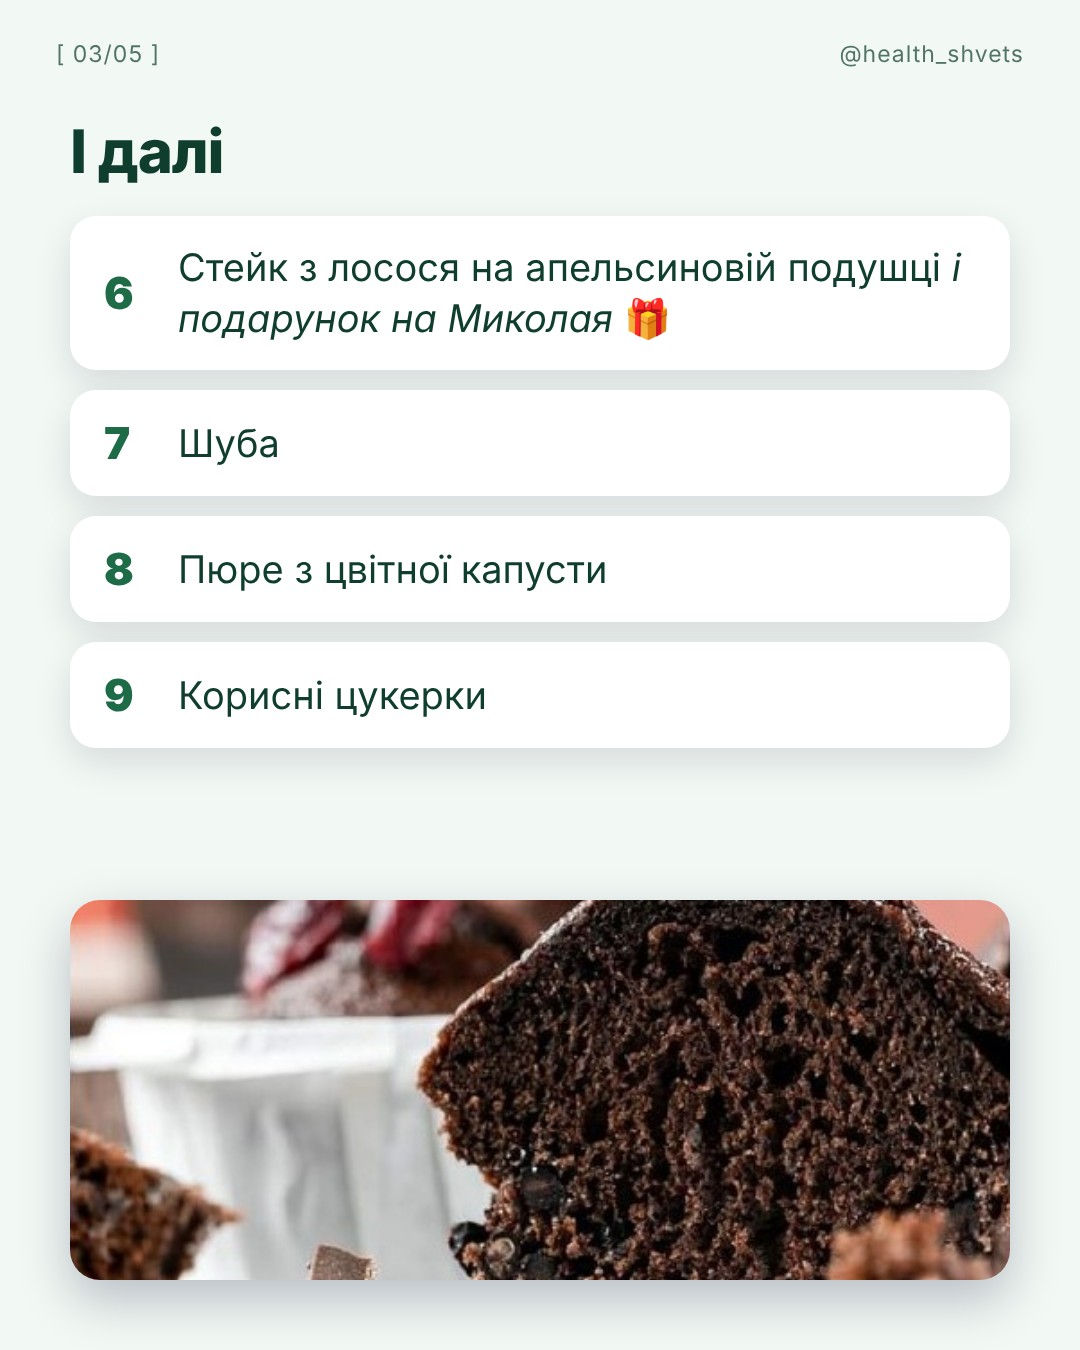 [ 03/05 ]
@health_shvets
І далі
6
Стейк з лосося на апельсиновій подушці і
подарунок на Миколая 🎁
7
Шуба
8
Пюре з цвітної капусти
9
Корисні цукерки